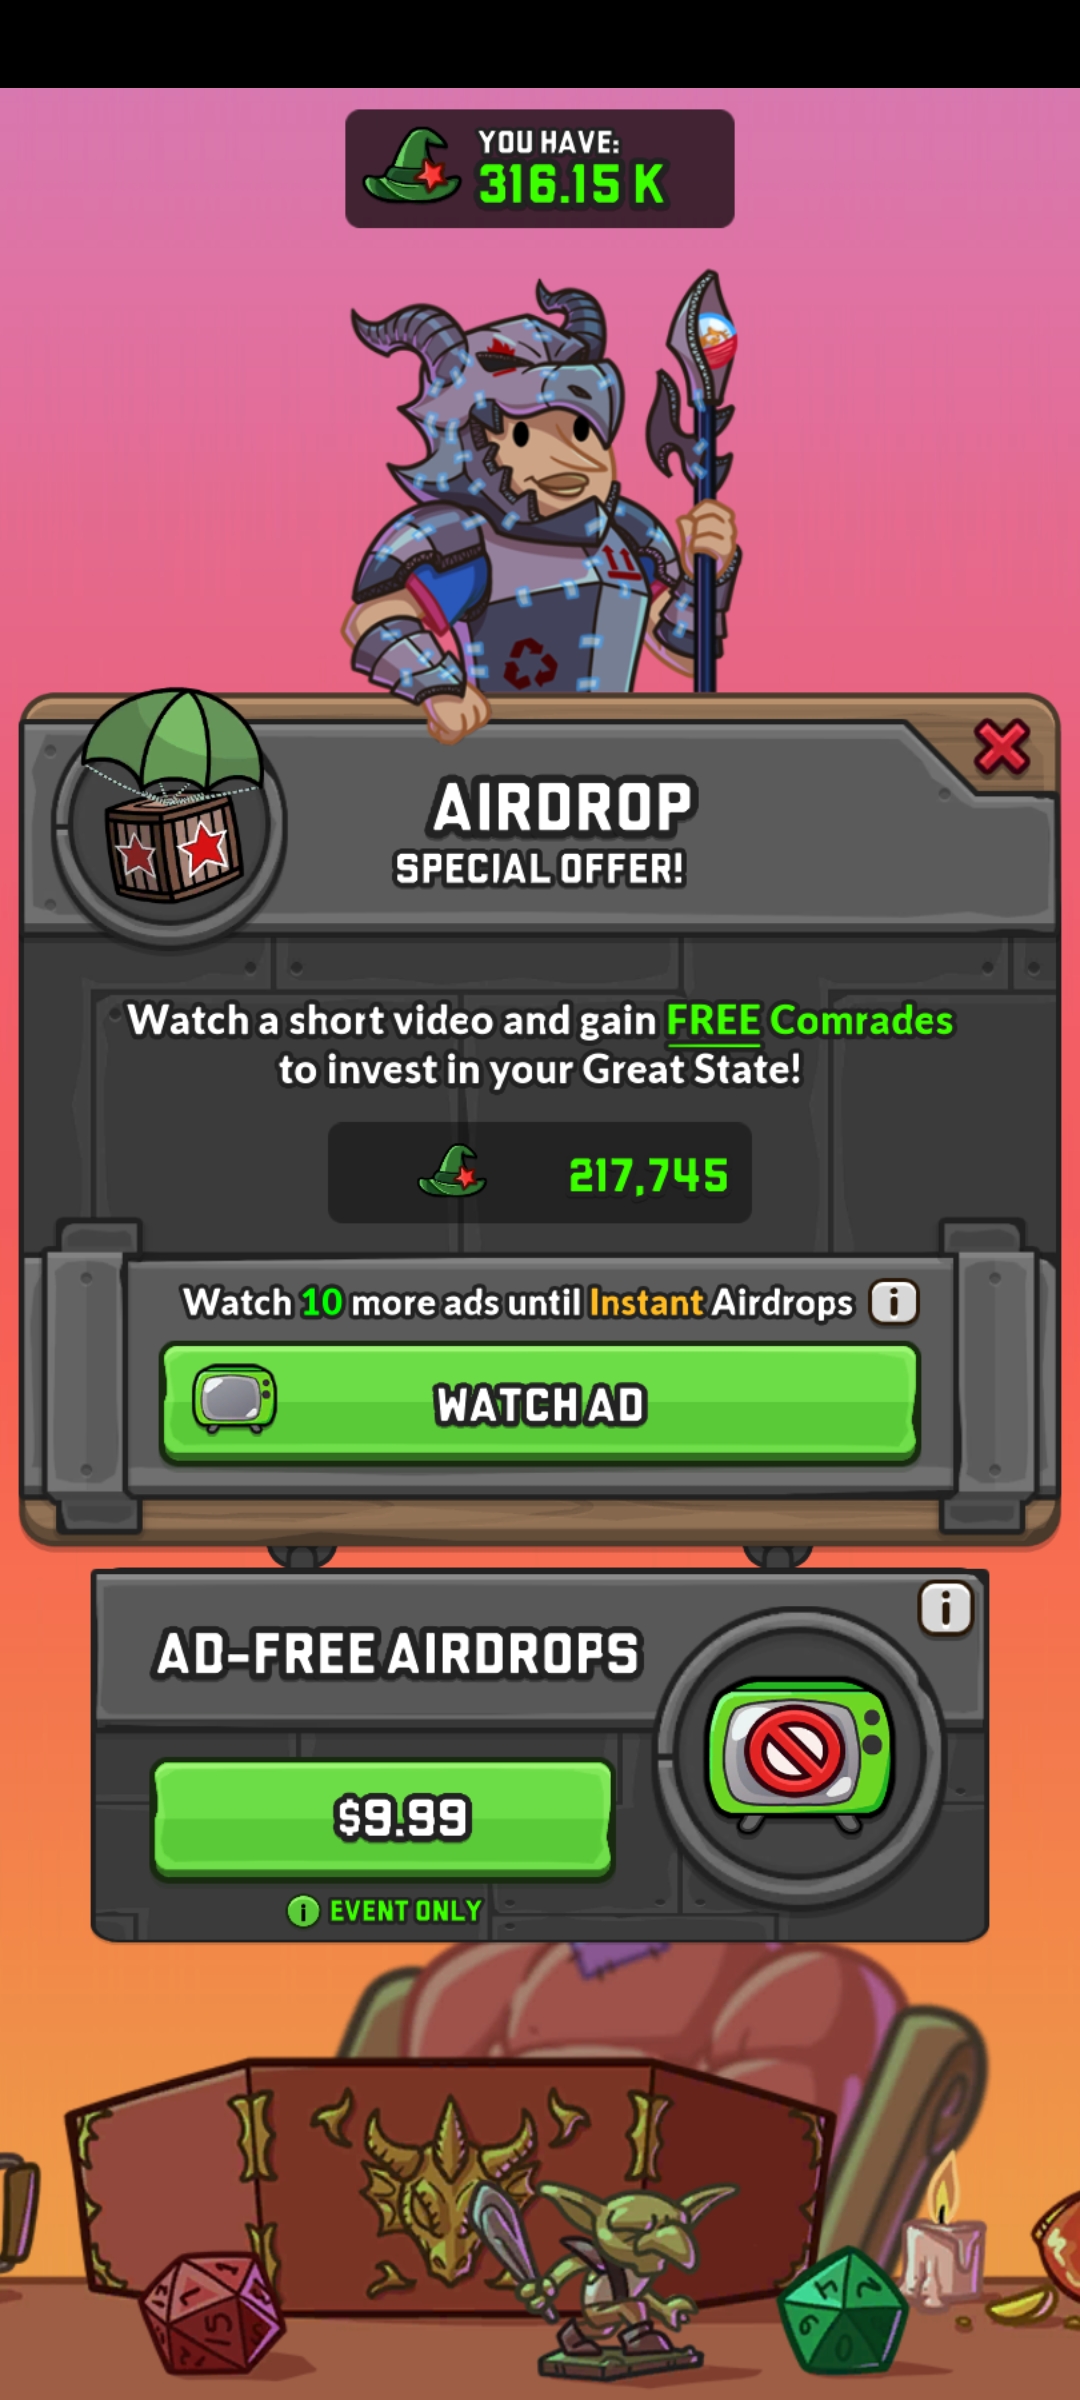 YOU HAVE:
316.15 K
AIRDROP
SPECIAL OFFER!
Watch a short video and gain FREE Comrades
to invest in your Great State!
217,745
Watch 10 more ads until Instant Airdrops
i
WATCH AD
i
AD-FREE AIRDROPS
$9.99
i EVENT ONLY